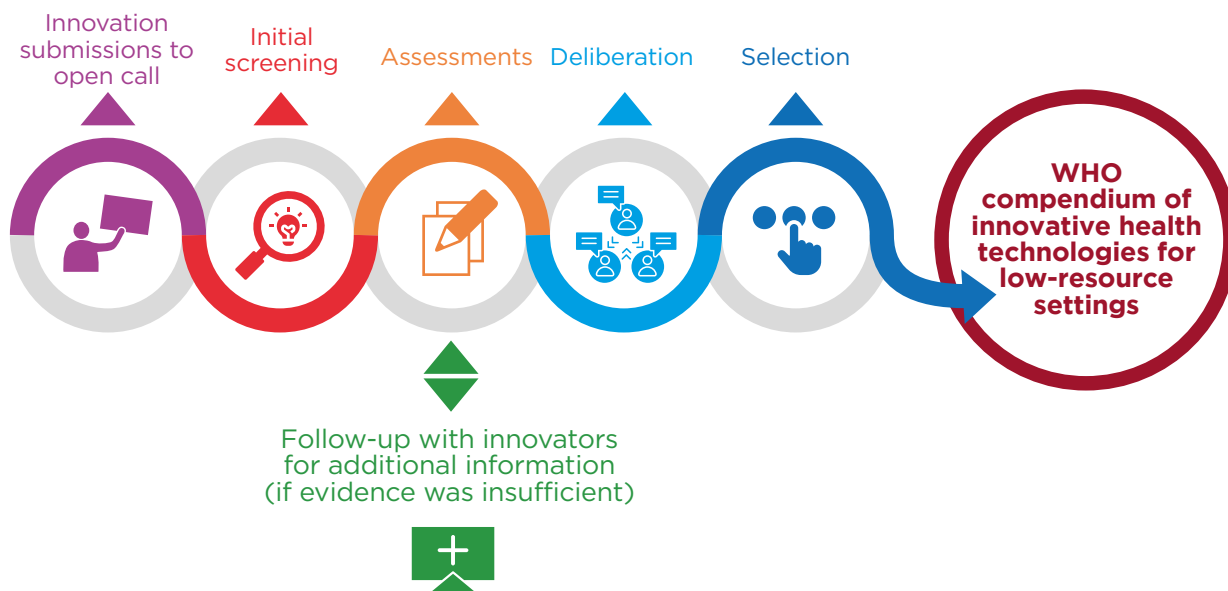 Innovation
submissions to
open call
Initial
screening
Assessments
Deliberation
Selection
WHO
compendium of
innovative health
technologies for
low-resource
settings
Follow-up with innovators
for additional information
(if evidence was insufficient)